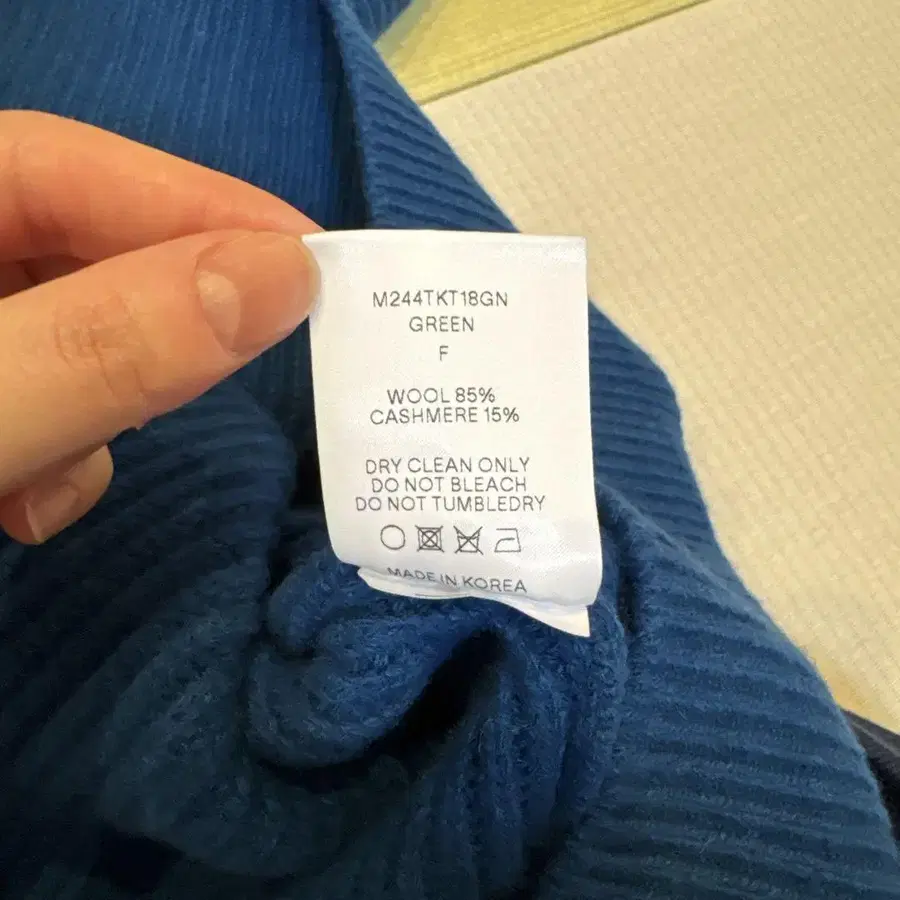 M244TKT18GN
GREEN
F
WOOL 85%
CASHMERE 15%
DRY CLEAN ONLY
DO NOT BLEACH
DO NOT TUMBLEDRY
MADE IN KOREA